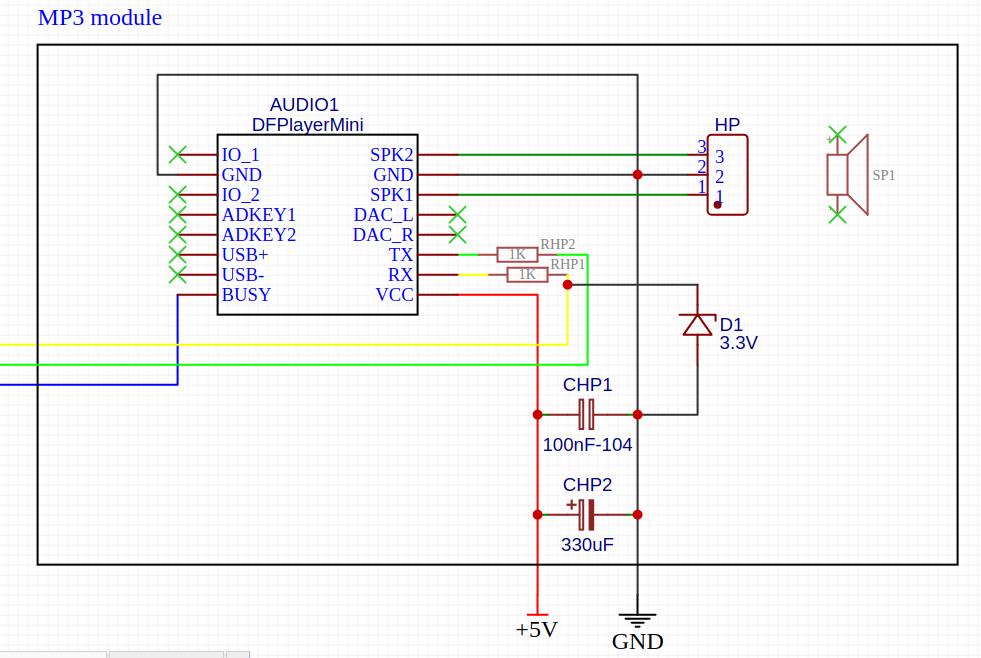 MP3 module
AUDIO1
DFPlayerMini
HP
IO_1
GND
IO_2
ADKEY1
ADKEY2
USB+
USB-
BUSY
SPK2
GND
SPK1
DAC_L
DAC_R
TX
RX
VCC
3
2
1
3
2
1
SP1
RHP2
1K
RHP1
1K
D1
3.3V
CHP1
100nF-104
CHP2
+
330uF
+5V
GND